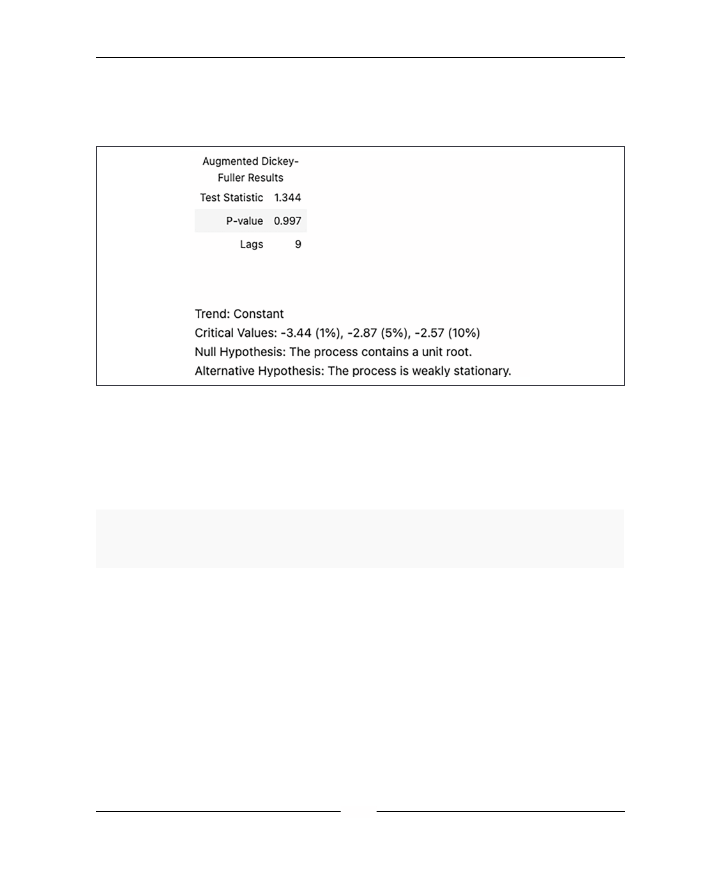 Augmented Dickey-
Fuller Results
Test Statistic 1.344
P-value 0.997
Lags 9
Trend: Constant
Critical Values: -3.44 (1%), -2.87 (5%), -2.57 (10%)
Null Hypothesis: The process contains a unit root.
Alternative Hypothesis: The process is weakly stationary.